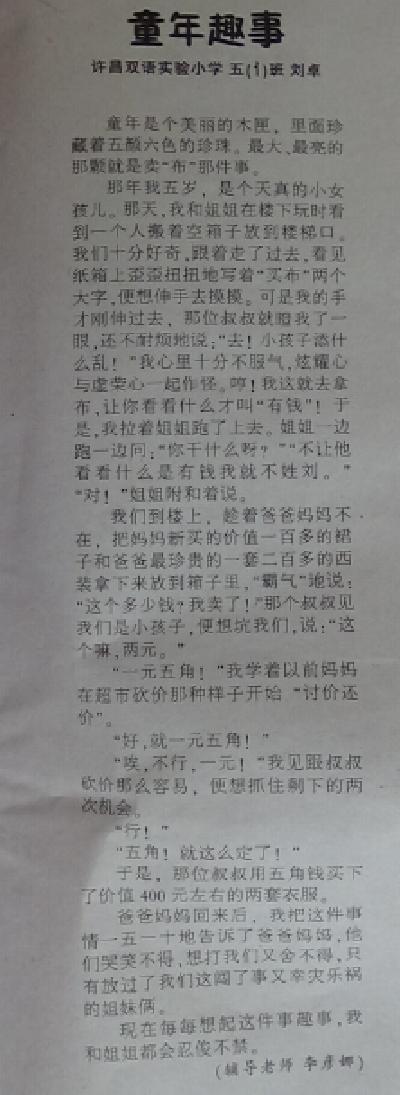 童年趣事
许昌双语实验小学 五(1)班 刘卓
童年是个美丽的木匣，里面珍
藏着五颜六色的珍珠。最大、最亮的
那颗就是卖“布”那件事。
那年我五岁，是个天真的小女
孩儿。那天,我和姐姐在楼下玩时看
到一个人搬着空箱子放到楼梯口。
我们十分好奇,跟着走了过去,看见
纸箱上歪歪扭扭地写着“买布”两个
大字,便想伸手去摸摸。可是我的手
才刚伸过去，那位叔叔就瞪我了一
眼,还不耐烦地说:“去！小孩子添什
么乱！”我心里十分不服气,炫耀心
与虚荣心一起作怪。哼！我这就去拿
布,让你看看什么才叫“有钱”！于
是,我拉着姐姐跑了上去。姐姐一边
跑一边问:“你干什么呀？”“不让他
看看什么是有钱我就不姓刘。”
“对！”姐姐附和着说。
我们到楼上，趁着爸爸妈妈不
在，把妈妈新买的价值一百多的裙
子和爸爸最珍贵的一套二百多的西
装拿下来放到箱子里,“霸气”地说:
“这个多少钱?我卖了！”那个叔叔见
我们是小孩子,便想坑我们,说:“这
个嘛,两元。”
“一元五角！”我学着以前妈妈
在超市砍价那种样子开始“讨价还
价”。
“好,就一元五角！”
“唉,不行,一元！”我见跟叔叔
砍价那么容易，便想抓住剩下的两
次机会。
“行！”
“五角！就这么定了！”
于是，那位叔叔用五角钱买下
了价值 400 元左右的两套衣服。
爸爸妈妈回来后，我把这件事
情一五一十地告诉了爸爸妈妈,他
们哭笑不得,想打我们又舍不得,只
有放过了我们这闯了事又幸灾乐祸
的姐妹俩。
现在每每想起这件事趣事,我
和姐姐都会忍俊不禁。
(辅导老师 李彦娜)